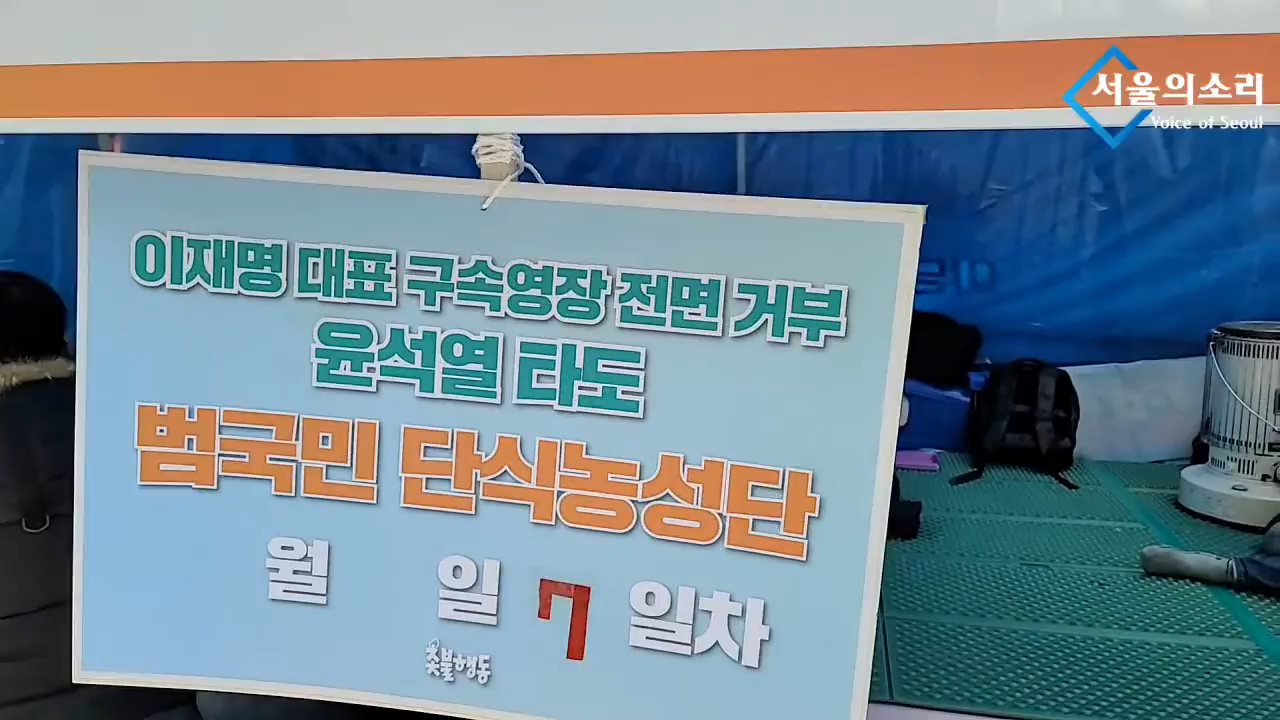 서울의소리
Voice of Seoul
이재명 대표 구속영장 전면 거부
윤석열 타도
범국민 단식농성단
월 일 7 일차
촛불행동